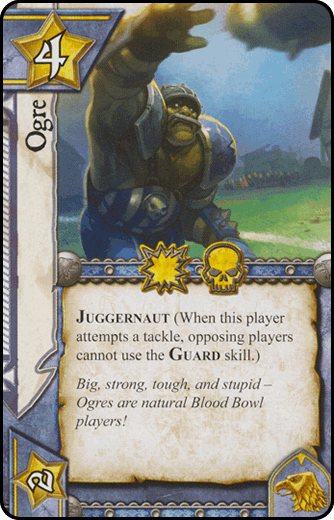 4
Ogre
JUGGERNAUT (When this player
attempts a tackle, opposing players
cannot use the GUARD skill.)
Big, strong, tough, and stupid –
Ogres are natural Blood Bowl
players!
2